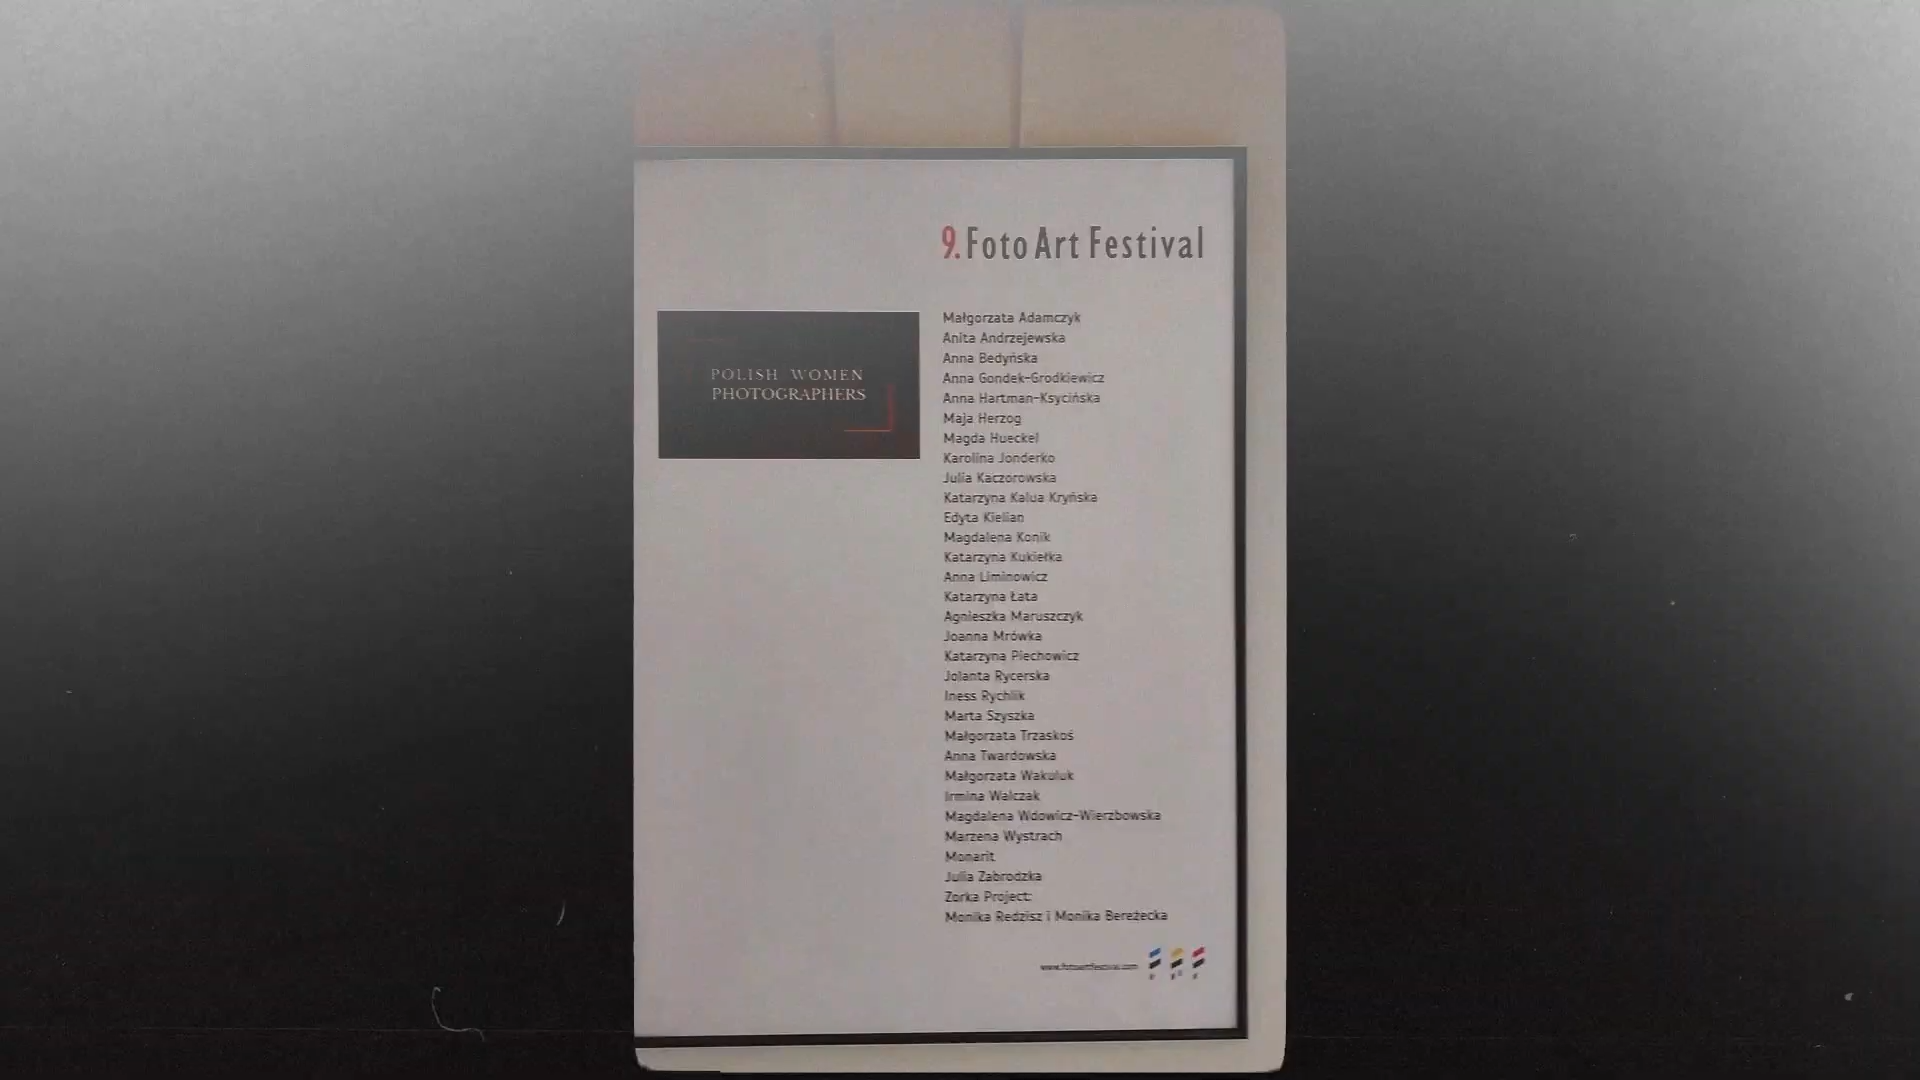 9. Foto Art Festival
POLISH WOMEN
PHOTOGRAPHERS
Małgorzata Adamczyk
Anita Andrzejewska
Anna Bedyńska
Anna Gondek-Grodkiewicz
Anna Hartman-Ksycińska
Maja Herzog
Magda Hueckel
Karolina Jonderko
Julia Kaczorowska
Katarzyna Kalua Kryńska
Edyta Kielian
Magdalena Konik
Katarzyna Kukiełka
Anna Liminowicz
Katarzyna Łata
Agnieszka Maruszczyk
Joanna Mrówka
Katarzyna Piechowicz
Jolanta Rycerska
Iness Rychlik
Marta Szyszka
Małgorzata Trzaskoś
Anna Twardowska
Małgorzata Wakuluk
Irmina Walczak
Magdalena Wdowicz-Wierzbowska
Marzena Wystrach
Monarit
Julia Zabrodzka
Zorka Project:
Monika Redzisz i Monika Bereżecka
www.fotoartfestival.com